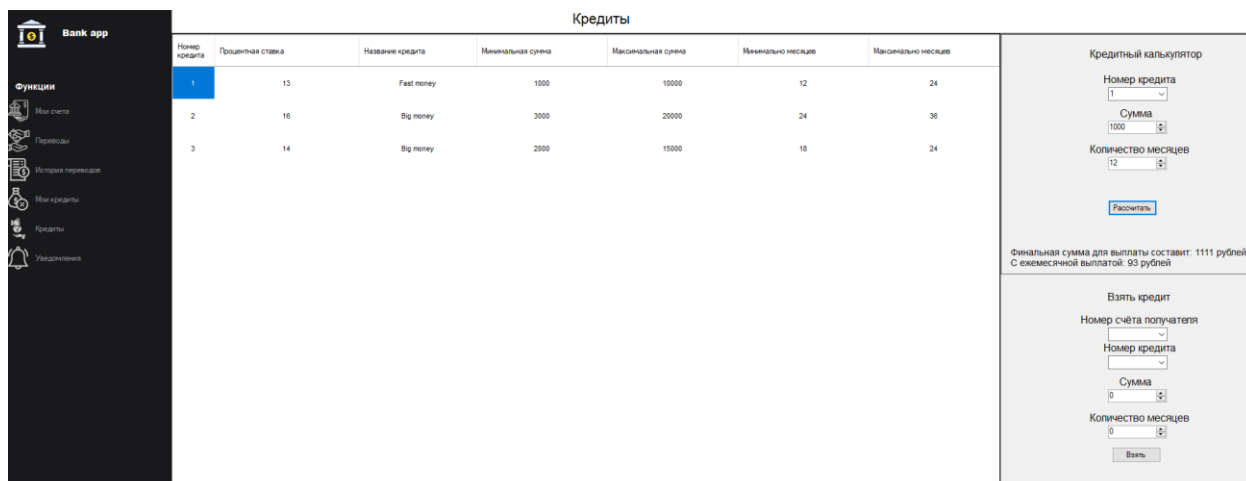 Bank app
Функции
Мои счета
Переводы
История переводов
Мои кредиты
Кредиты
Уведомления
Кредиты
Номер кредита Процентная ставка Название кредита Минимальная сумма Максимальная сумма Минимально месяцев Максимально месяцев
1 13 Fast money 1000 10000 12 24
2 16 Big money 3000 20000 24 36
3 14 Big money 2000 15000 18 24
Кредитный калькулятор
Номер кредита
1
Сумма
1000
Количество месяцев
12
Рассчитать
Финальная сумма для выплаты составит: 1111 рублей
С ежемесячной выплатой: 93 рублей
Взять кредит
Номер счёта получателя
Номер кредита
Сумма
0
Количество месяцев
0
Взять